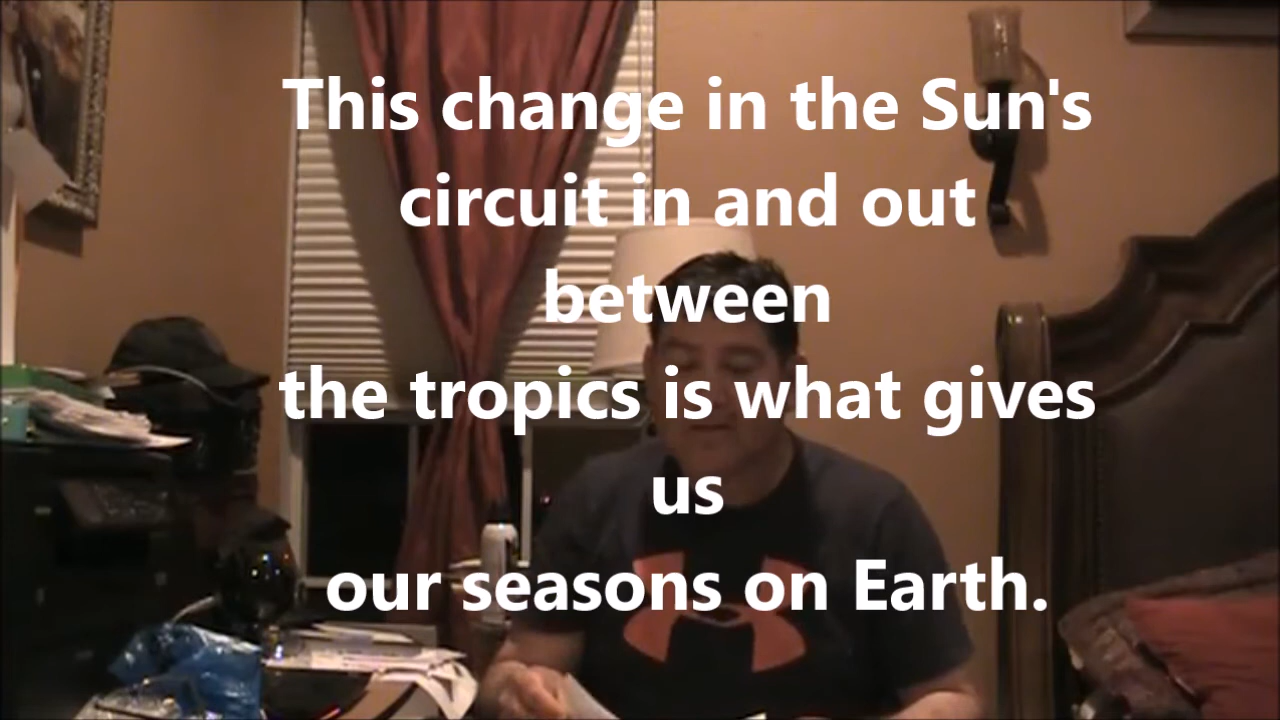 This change in the Sun's
circuit in and out
between
the tropics is what gives
us
our seasons on Earth.